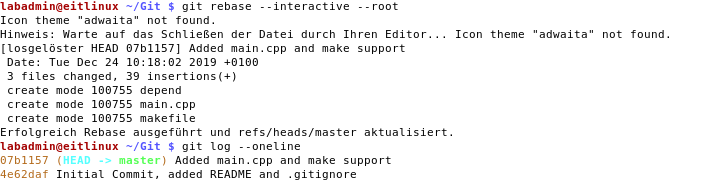 labadmin@eitlinux ~/Git $ git rebase --interactive --root
Icon theme "adwaita" not found.
Hinweis: Warte auf das Schließen der Datei durch Ihren Editor... Icon theme "adwaita" not found.
[losgelöster HEAD 07b1157] Added main.cpp and make support
 Date: Tue Dec 24 10:18:02 2019 +0100
 3 files changed, 39 insertions(+)
 create mode 100755 depend
 create mode 100755 main.cpp
 create mode 100755 makefile
Erfolgreich Rebase ausgeführt und refs/heads/master aktualisiert.
labadmin@eitlinux ~/Git $ git log --oneline
07b1157 (HEAD -> master) Added main.cpp and make support
4e62daf Initial Commit, added README and .gitignore